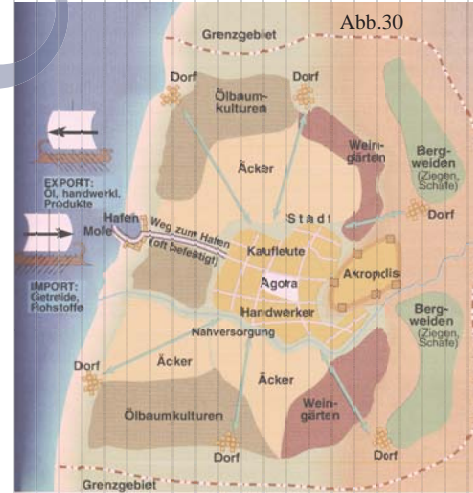 Abb.30
Grenzgebiet
Dorf
Dorf
Ölbaum-
kulturen
Wein-
gärten
Berg-
weiden
(Ziegen,
Schafe)
Äcker
EXPORT:
Öl, handwerkl.
Produkte
Dorf
Hafen
Mole
Weg zum Hafen
(oft befestigt)
Stadt
Kaufleute
Agora
Akropolis
Handwerker
IMPORT:
Getreide,
Rohstoffe
Nahversorgung
Berg-
weiden
(Ziegen,
Schafe)
Dorf
Äcker
Äcker
Ölbaumkulturen
Wein-
gärten
Dorf
Dorf
Grenzgebiet